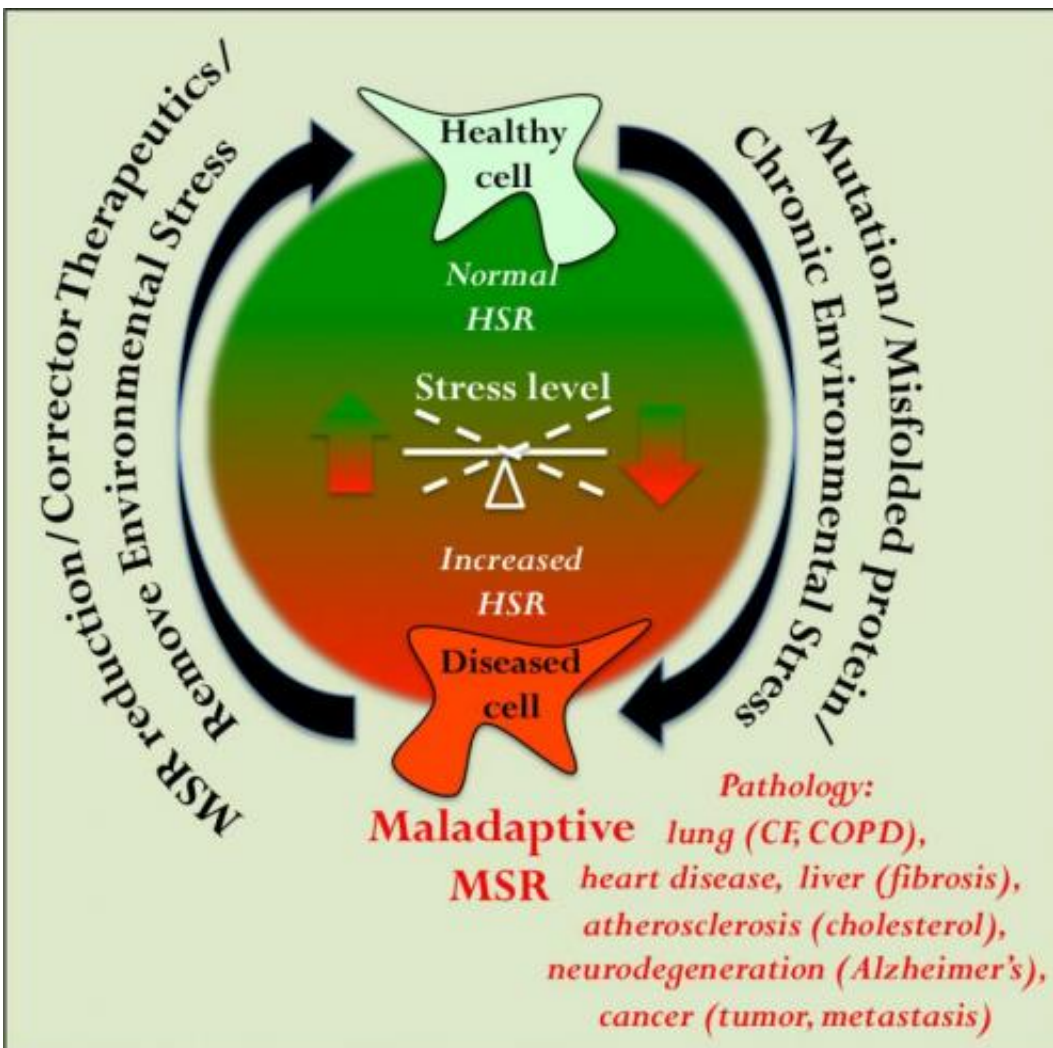 MSR reduction/Corrector Therapeutics/
Remove Environmental Stress
Healthy
cell
Normal
HSR
Stress level
Increased
HSR
Diseased
cell
Mutation/Misfolded protein/
Chronic Environmental Stress
Maladaptive
MSR
Pathology:
lung (CF, COPD),
heart disease, liver (fibrosis),
atherosclerosis (cholesterol),
neurodegeneration (Alzheimer's),
cancer (tumor, metastasis)